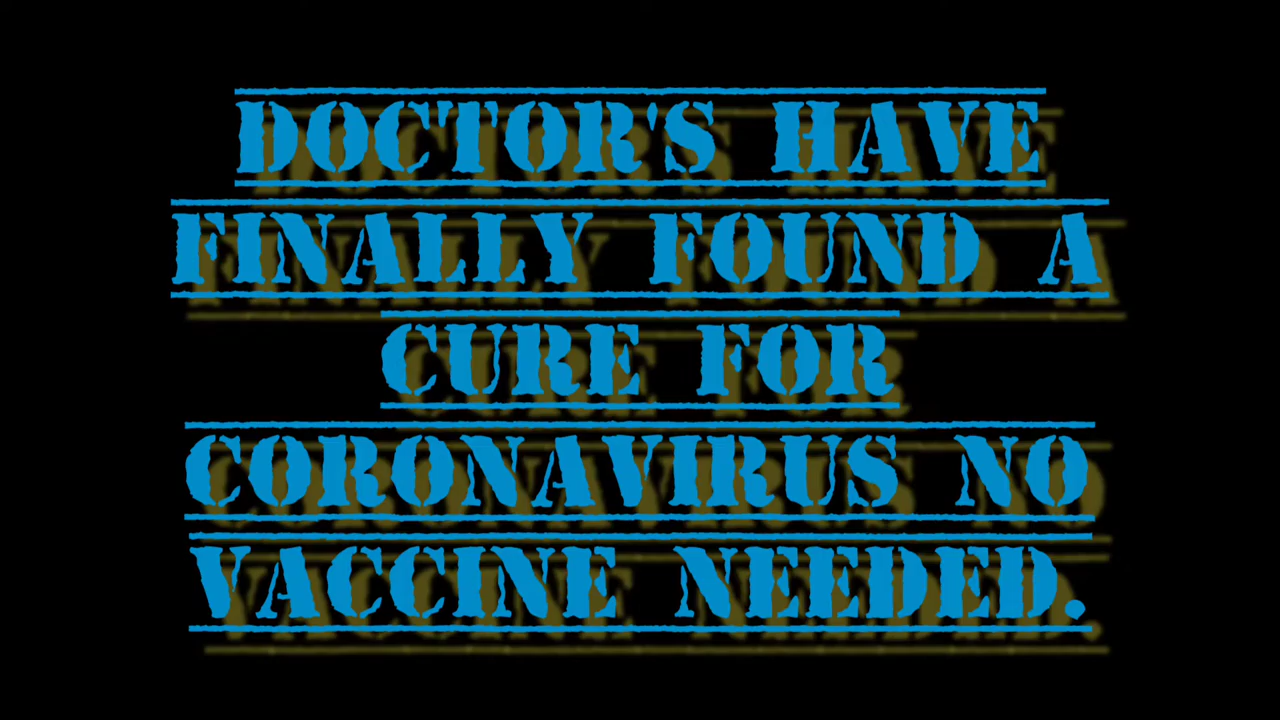 DOCTOR'S HAVE
FINALLY FOUND A
CURE FOR
CORONAVIRUS NO
VACCINE NEEDED.